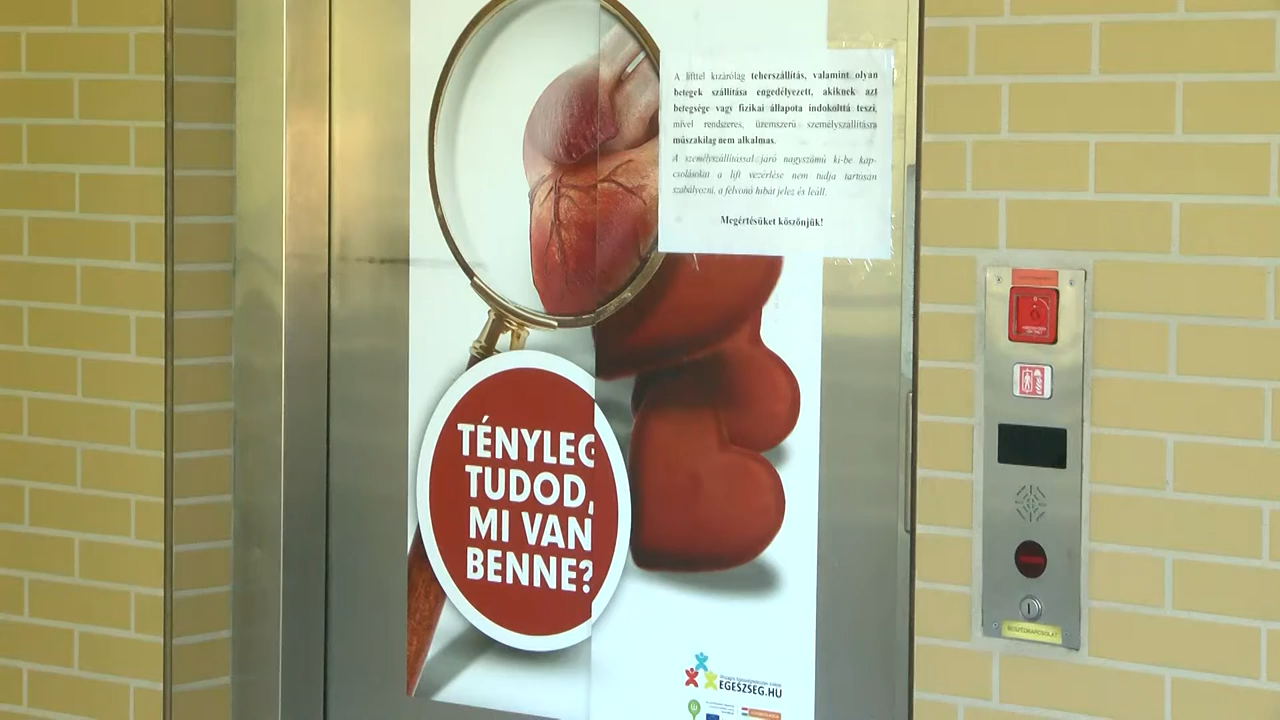 A lifttel kizárólag teherszállítás, valamint olyan
betegek szállítása engedélyezett, akiknek azt
betegsége vagy fizikai állapota indokolttá teszi,
mivel rendszeres, üzemszerű személyszállításra
műszakilag nem alkalmas.
A személyszállítással járó nagyszámú ki-be kap-
csolásokat a lift vezérlése nem tudja tartósan
szabályozni, a felvonó hibát jelez és leáll.
Megértésüket köszönjük!
TÉNYLEG
TUDOD,
MI VAN
BENNE?
EGESZSEG.HU